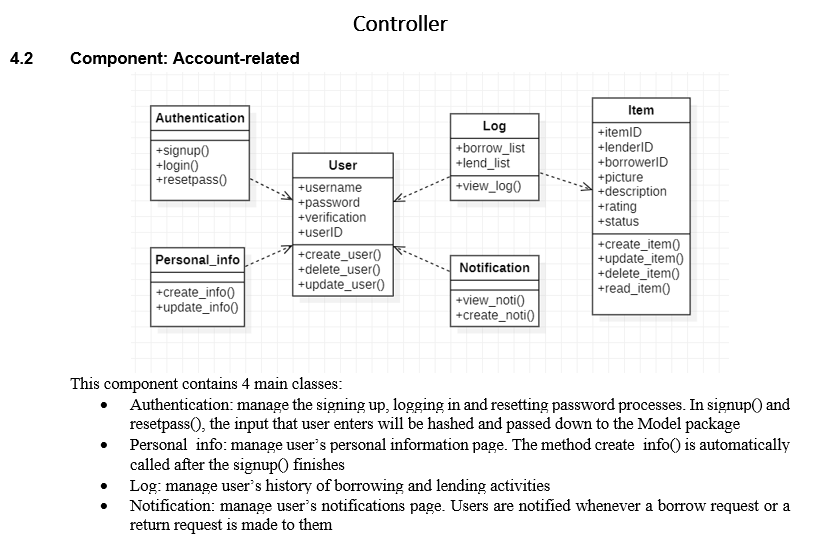 Controller
4.2 Component: Account-related
Authentication
+signup()
+login()
+resetpass()
User
+username
+password
+verification
+userID
+create_user()
+delete_user()
+update_user()
Personal_info
+create_info()
+update_info()
Log
+borrow_list
+lend_list
+view_log()
Notification
+view_noti()
+create_noti()
Item
+itemID
+lenderID
+borrowerID
+picture
+description
+rating
+status
+create_item()
+update_item()
+delete_item()
+read_item()
This component contains 4 main classes:
• Authentication: manage the signing up, logging in and resetting password processes. In signup() and
resetpass(), the input that user enters will be hashed and passed down to the Model package
• Personal info: manage user's personal information page. The method create info() is automatically
called after the signup() finishes
• Log: manage user's history of borrowing and lending activities
• Notification: manage user's notifications page. Users are notified whenever a borrow request or a
return request is made to them